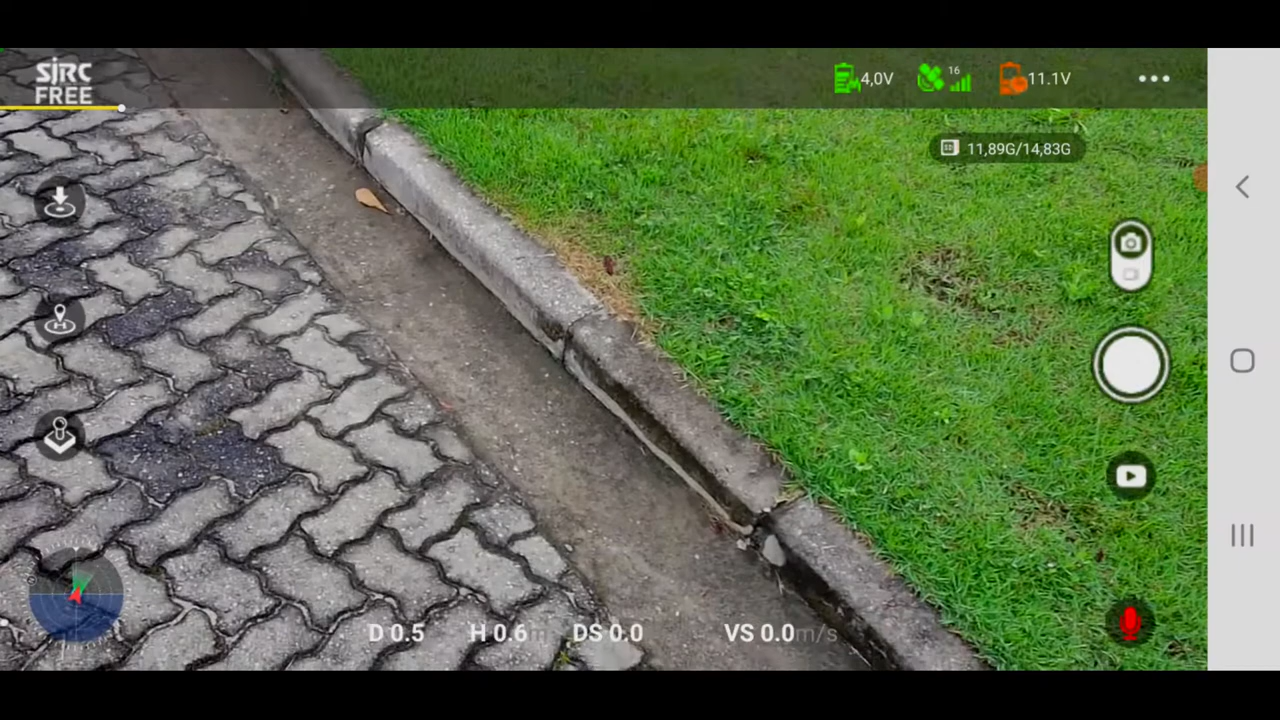 SJRC
FREE
4,0V
16
11.1V
11,89G/14,83G
N
D 0.5
H 0.6m
DS 0.0
VS 0.0m/s